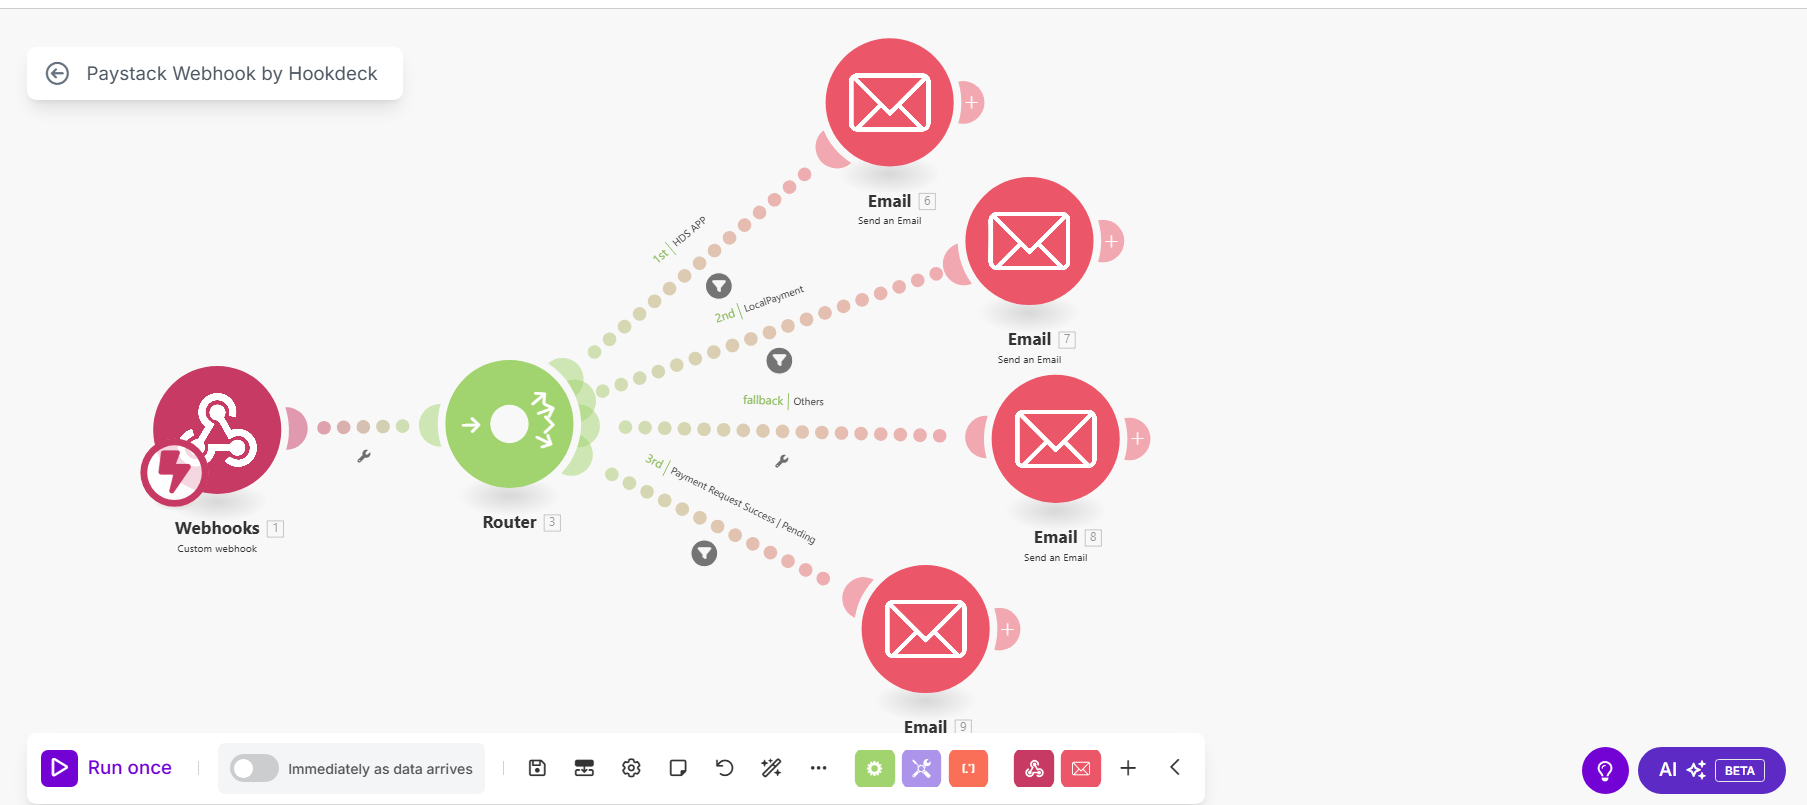 Paystack Webhook by Hookdeck
Email 6
Send an Email
1st | HDS APP
Email 7
Send an Email
2nd | LocalPayment
fallback | Others
Email 8
Send an Email
3rd | Payment Request Success | Pending
Webhooks 1
Custom webhook
Router 3
Email 9
Run once
Immediately as data arrives
AI BETA